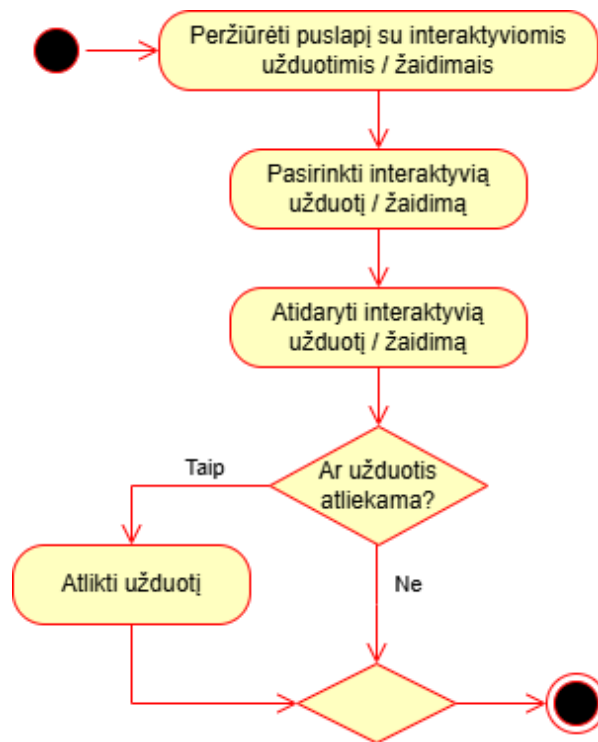 Peržiūrėti puslapį su interaktyviomis
užduotimis / žaidimais
Pasirinkti interaktyvią
užduotį / žaidimą
Atidaryti interaktyvią
užduotį / žaidimą
Ar užduotis
atliekama?
Taip
Atlikti užduotį
Ne